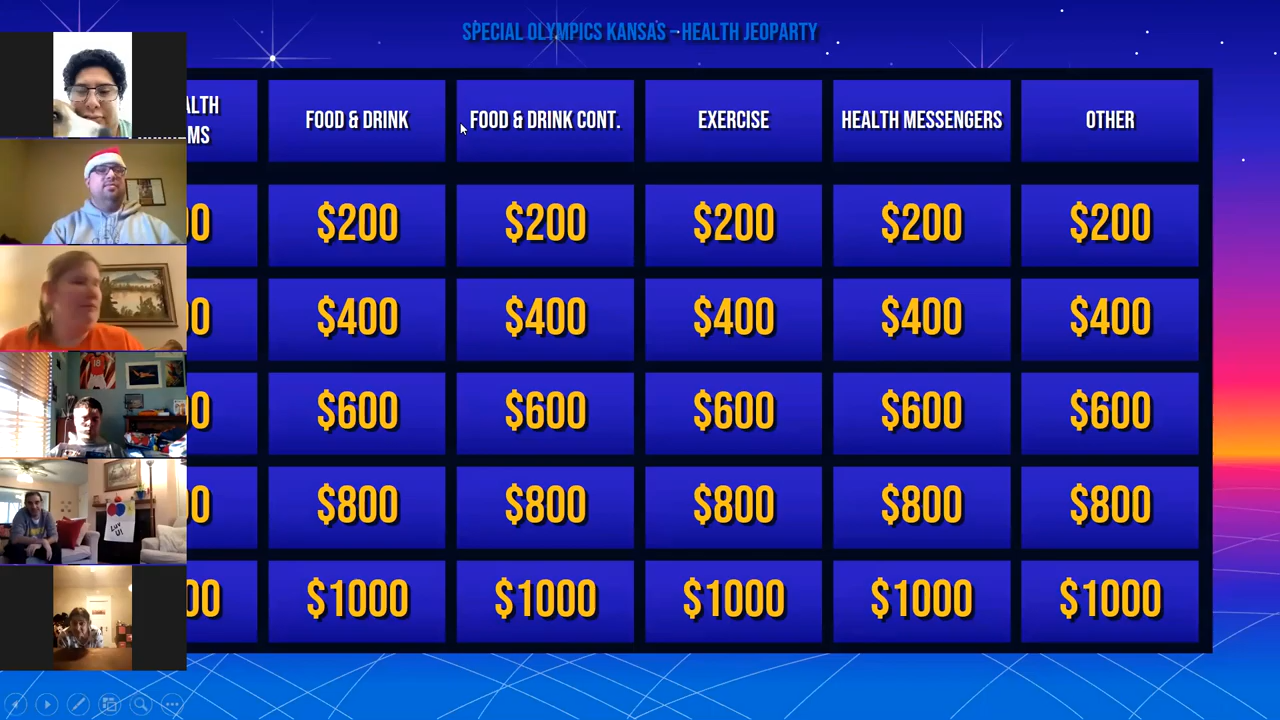 SPECIAL OLYMPICS KANSAS – HEALTH JEOPARTY
FOOD & DRINK
FOOD & DRINK CONT.
EXERCISE
HEALTH MESSENGERS
OTHER
$200 $200 $200 $200 $200
$400 $400 $400 $400 $400
$600 $600 $600 $600 $600
$800 $800 $800 $800 $800
$1000 $1000 $1000 $1000 $1000
18
Luv
U!